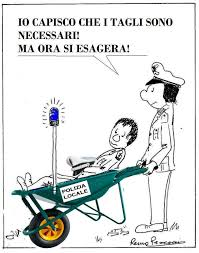 IO CAPISCO CHE I TAGLI SONO
NECESSARI!
MA ORA SI ESAGERA!
POLIZIA
LOCALE